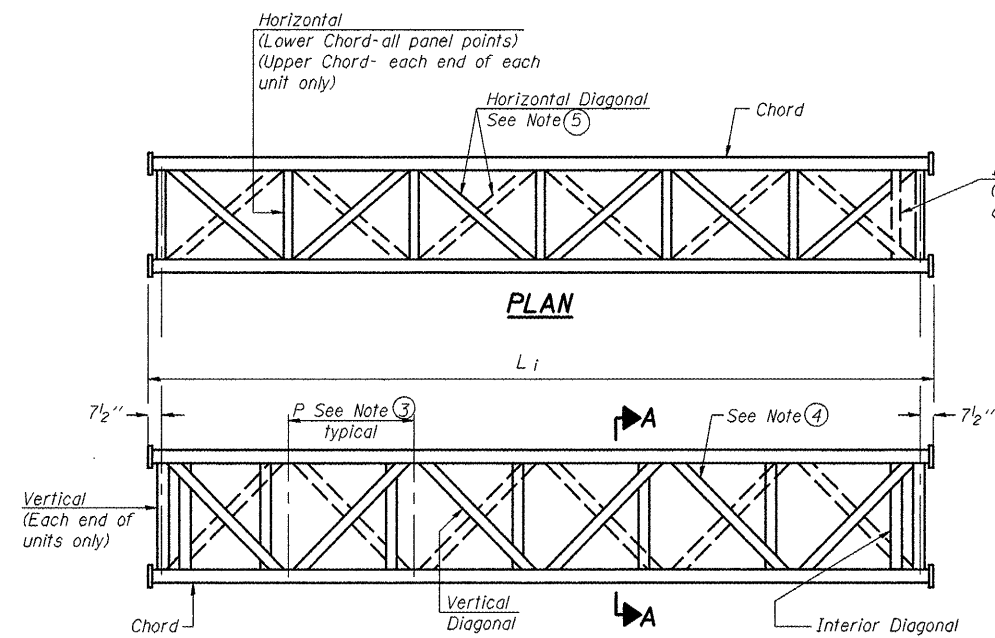 Horizontal
(Lower Chord-all panel points)
(Upper Chord- each end of each
unit only)
Horizontal Diagonal
See Note 5
Chord
PLAN
Li
7½''
P See Note 3
typical
A
See Note 4
7½''
Vertical
(Each end of
units only)
Chord
Vertical
Diagonal
A
Interior Diagonal